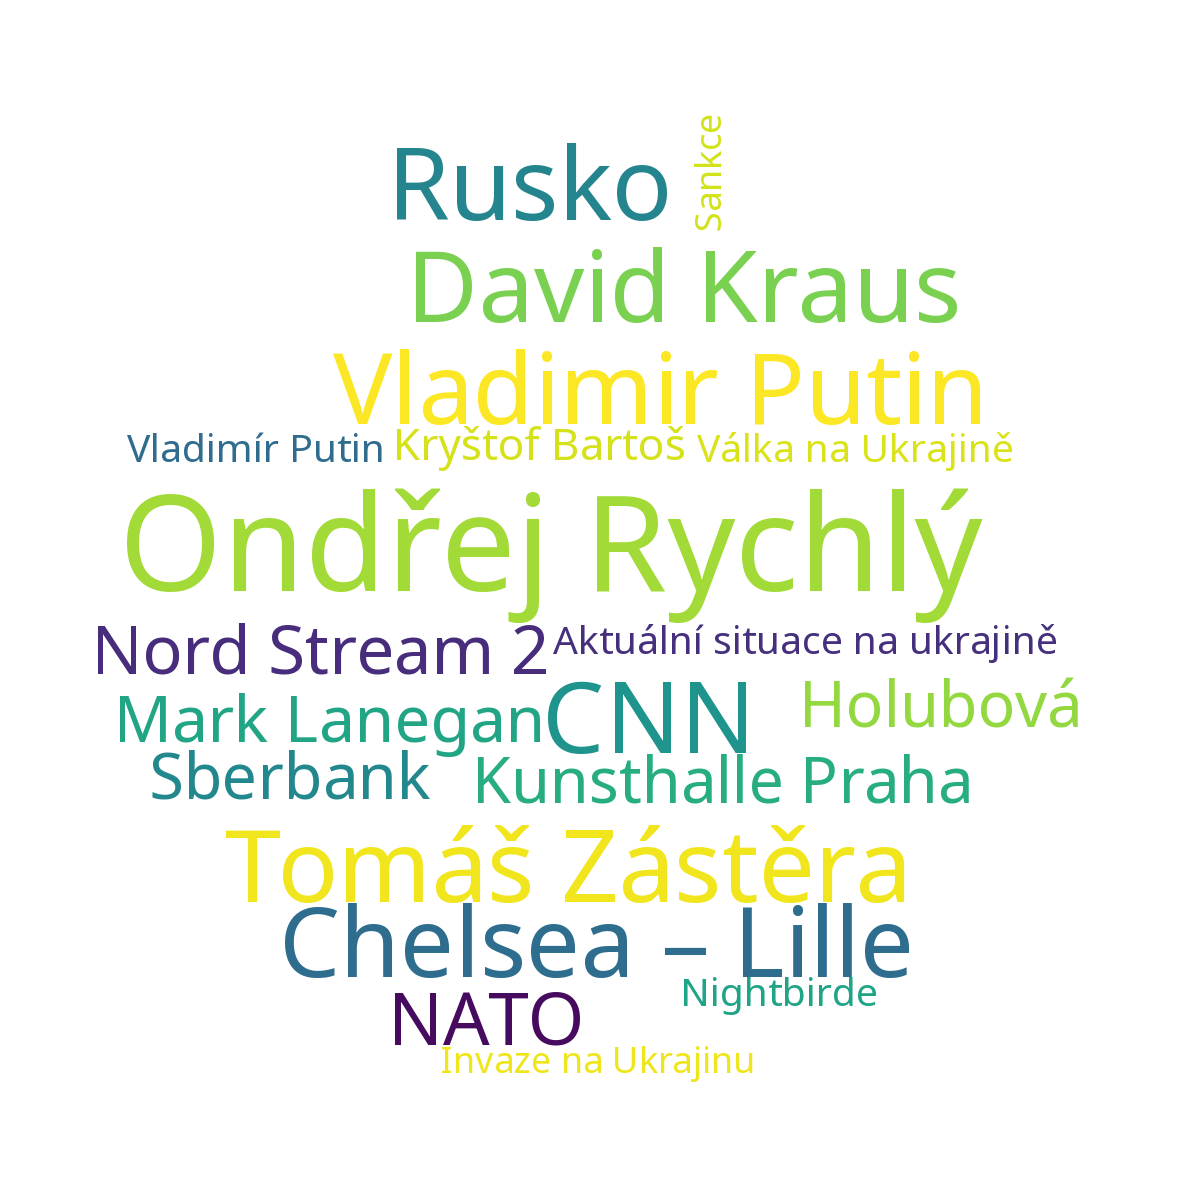 Sankce
Rusko
David Kraus
Vladimir Putin
Vladimír Putin
Kryštof Bartoš
Válka na Ukrajině
Ondřej Rychlý
Nord Stream 2
Aktuální situace na ukrajině
Mark Lanegan
CNN
Holubová
Sberbank
Kunsthalle Praha
Tomáš Zástěra
Chelsea – Lille
NATO
Nightbirde
Invaze na Ukrajinu